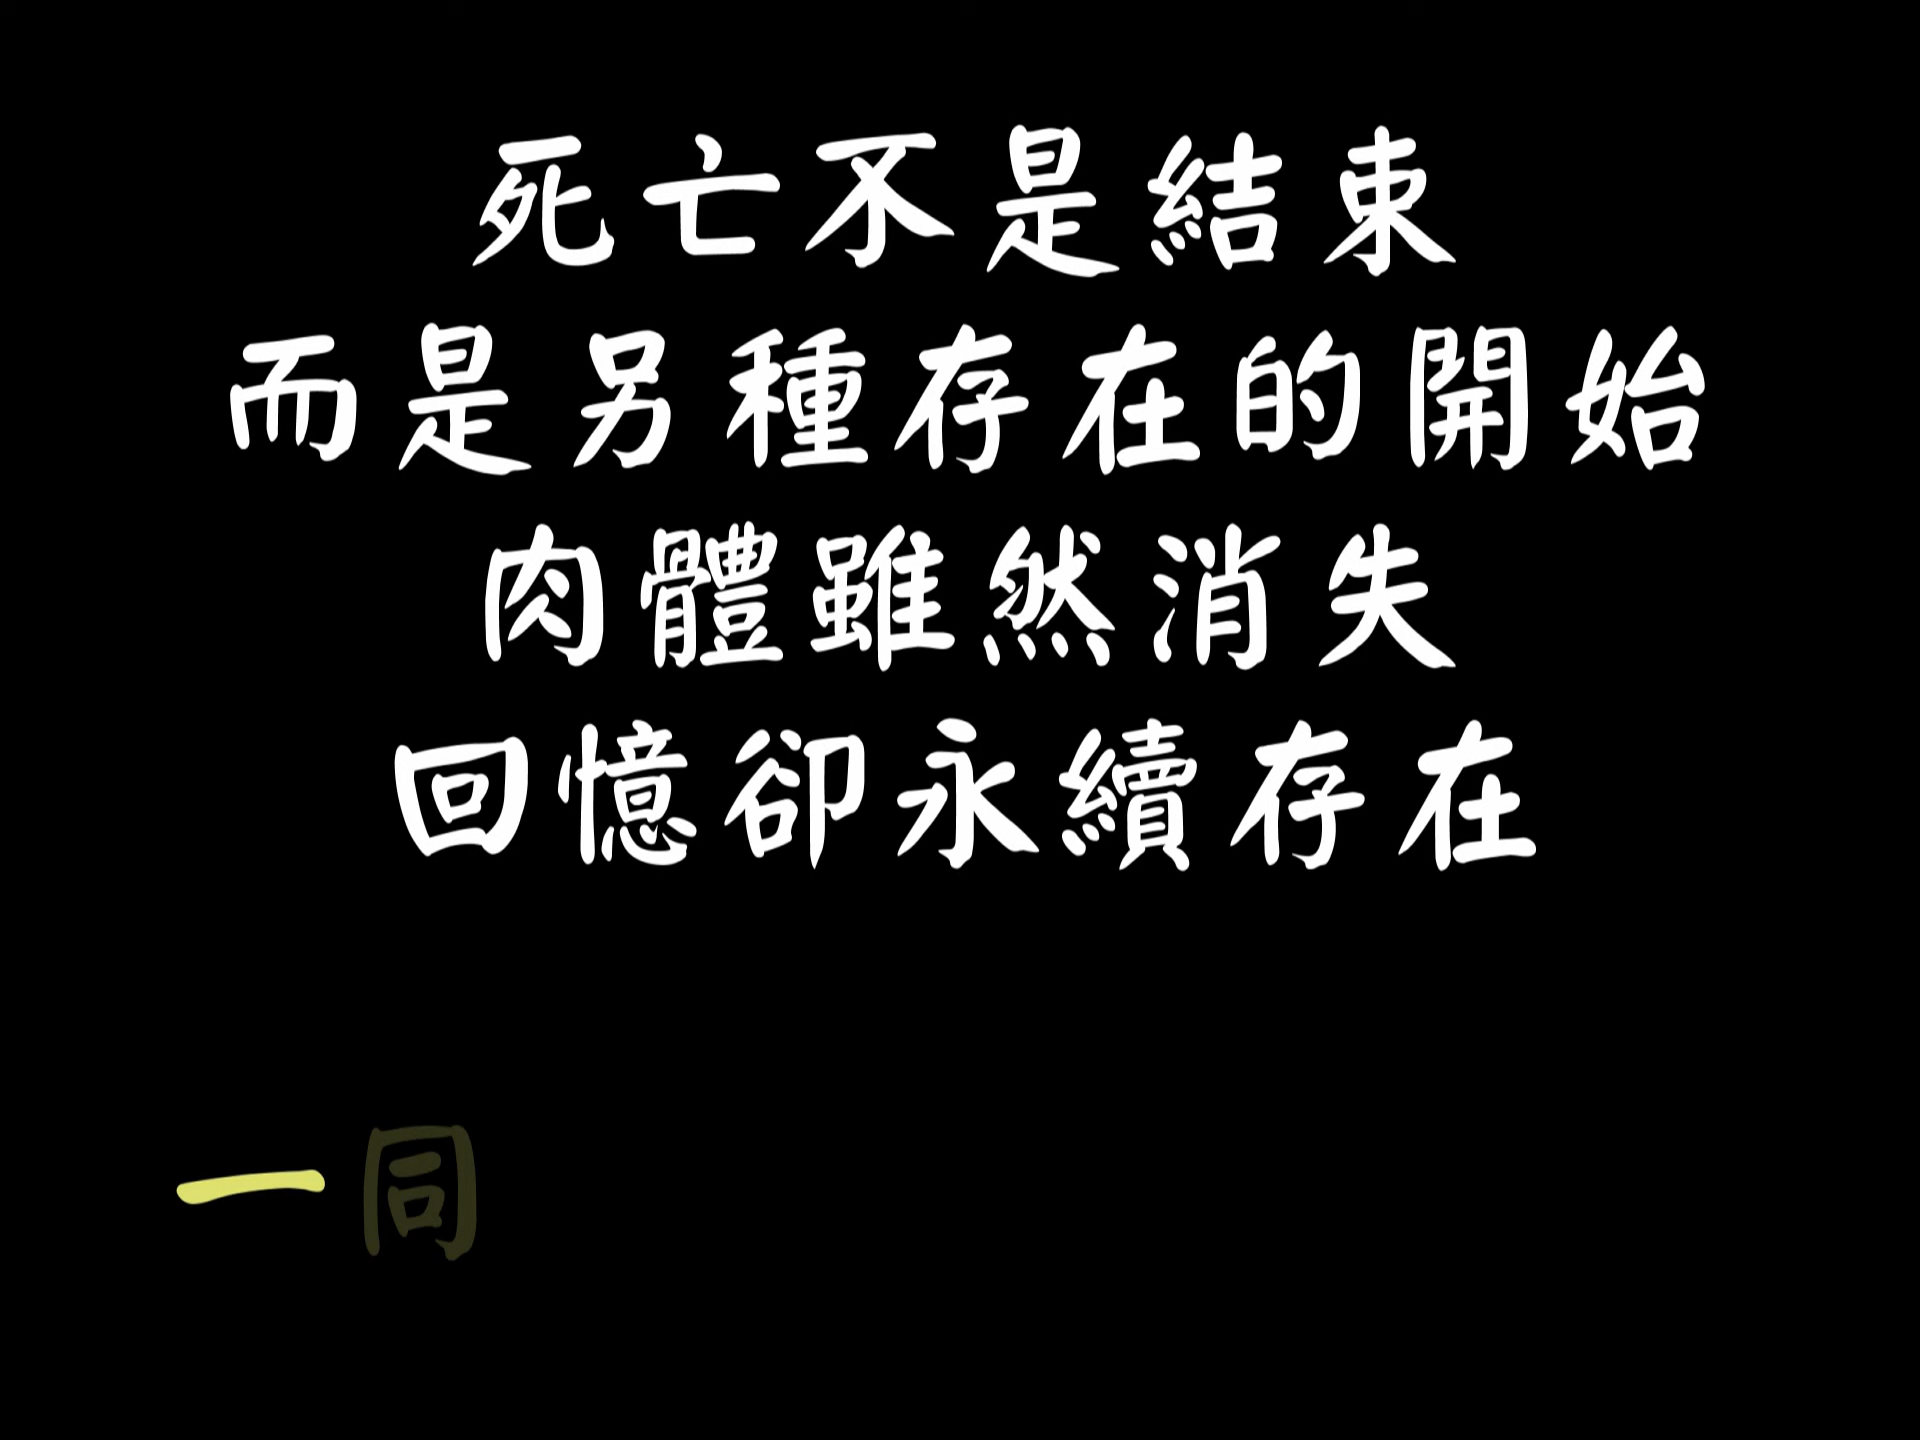 死亡不是結束
而是另種存在的開始
肉體雖然消失
回憶卻永續存在
一同